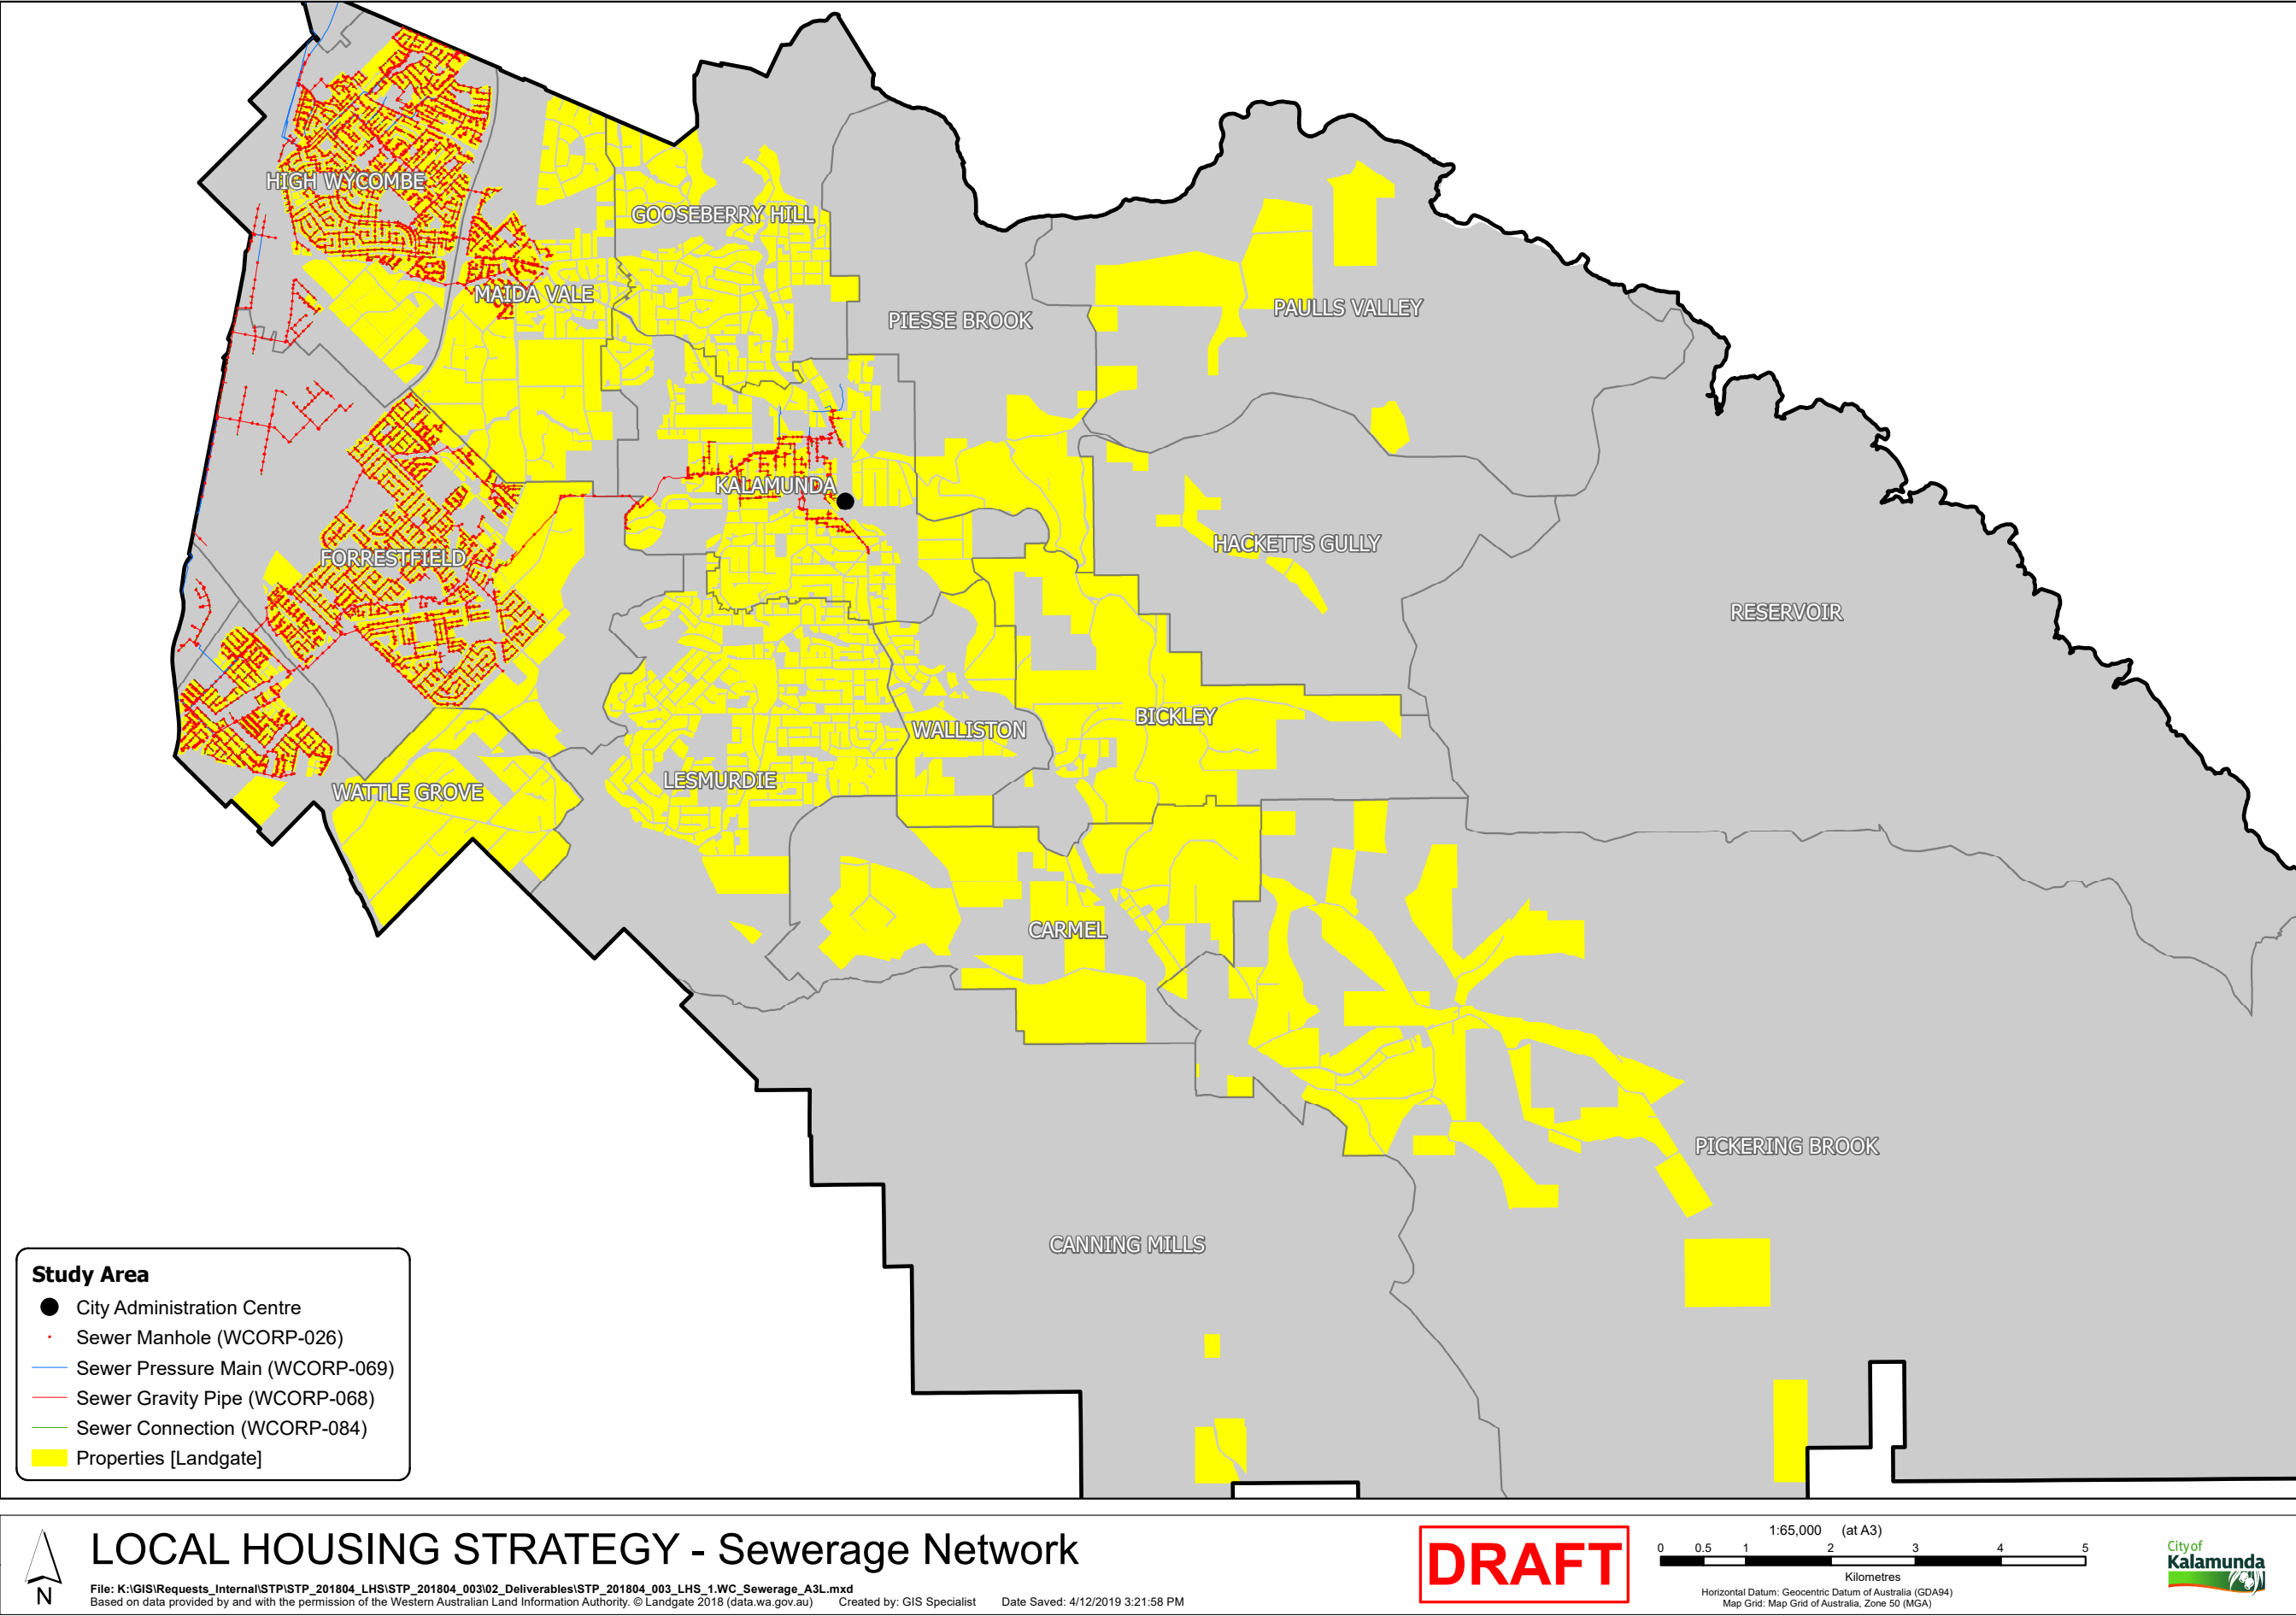 HIGH WYCOMBE
GOOSEBERRY HILL
MAIDA VALE
PIESSE BROOK
PAULLS VALLEY
KALAMUNDA
HACKETTS GULLY
FORRESTFIELD
RESERVOIR
WALLISTON
BICKLEY
LESMURDIE
WATTLE GROVE
CARMEL
PICKERING BROOK
CANNING MILLS
Study Area
City Administration Centre
Sewer Manhole (WCORP-026)
Sewer Pressure Main (WCORP-069)
Sewer Gravity Pipe (WCORP-068)
Sewer Connection (WCORP-084)
Properties [Landgate]
N
LOCAL HOUSING STRATEGY - Sewerage Network
File: K:\GIS\Requests_Internal\STP\STP_201804_LHS\STP_201804_003\02_Deliverables\STP_201804_003_LHS_1.WC_Sewerage_A3L.mxd
Based on data provided by and with the permission of the Western Australian Land Information Authority. © Landgate 2018 (data.wa.gov.au) Created by: GIS Specialist Date Saved: 4/12/2019 3:21:58 PM
DRAFT
1:65,000 (at A3)
0 0.5 1 2 3 4 5
Kilometres
Horizontal Datum: Geocentric Datum of Australia (GDA94)
Map Grid: Map Grid of Australia, Zone 50 (MGA)
City of
Kalamunda